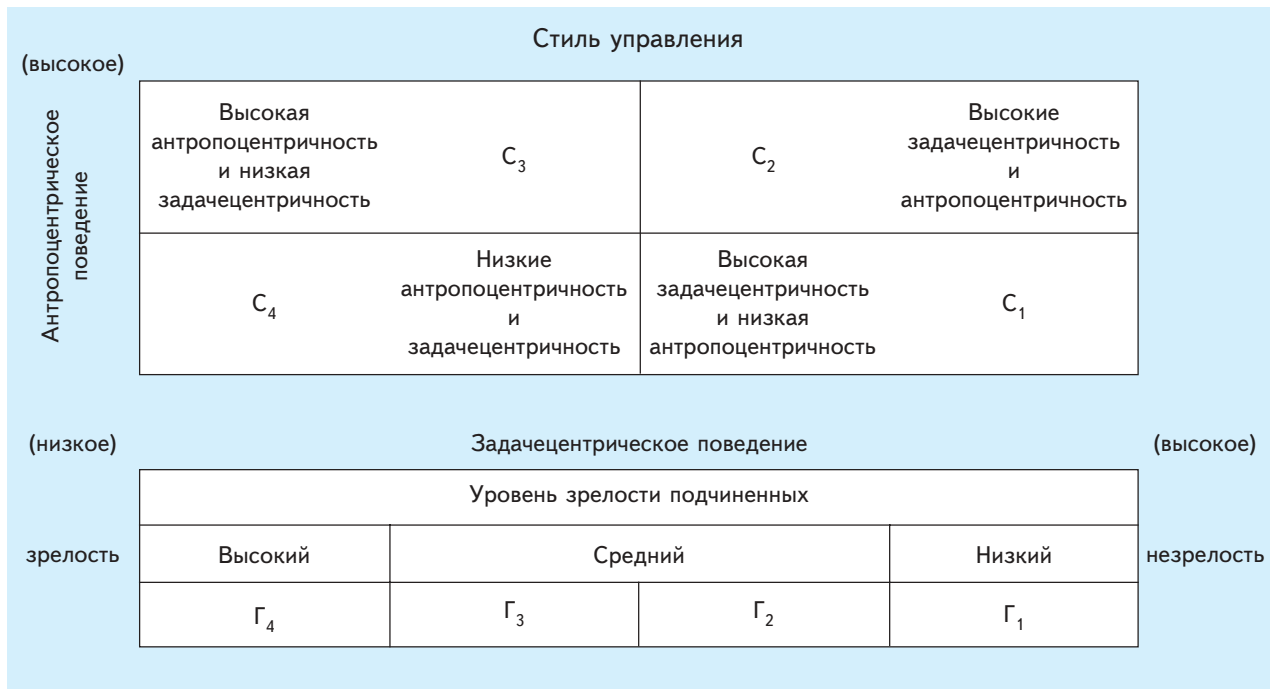 Стиль управления
(высокое)
Антропоцентрическое
поведение
Высокая
антропоцентричность
и низкая
задачецентричность
С₃
С₂
Высокие
задачецентричность
и
антропоцентричность
С₄
Низкие
антропоцентричность
и
задачецентричность
Высокая
задачецентричность
и низкая
антропоцентричность
С₁
(низкое)
Задачецентрическое поведение
(высокое)
Уровень зрелости подчиненных
зрелость
Высокий
Средний
Низкий
незрелость
Г₄
Г₃
Г₂
Г₁